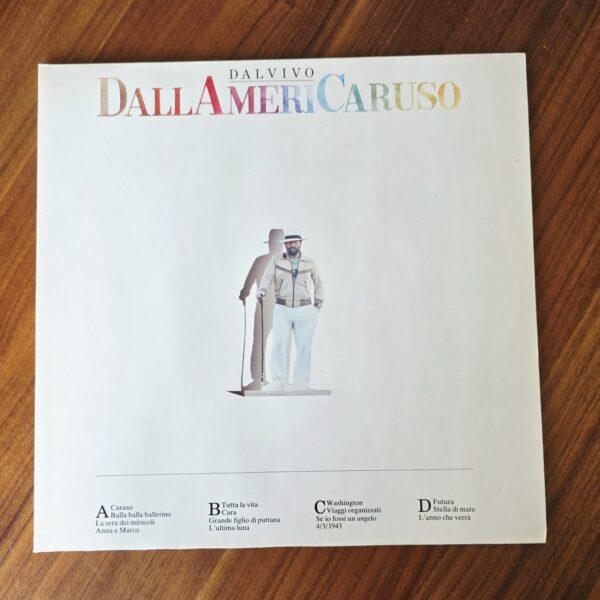 DALVIVO
DALLAMERICARUSO
A Caruso
Balla balla ballerino
La sera dei miracoli
Anna e Marco
B Tutta la vita
Cara
Grande figlio di puttana
L'ultima luna
C Washington
Viaggi organizzati
Se io fossi un angelo
4/3/1943
D Futura
Stella di mare
L'anno che verrà